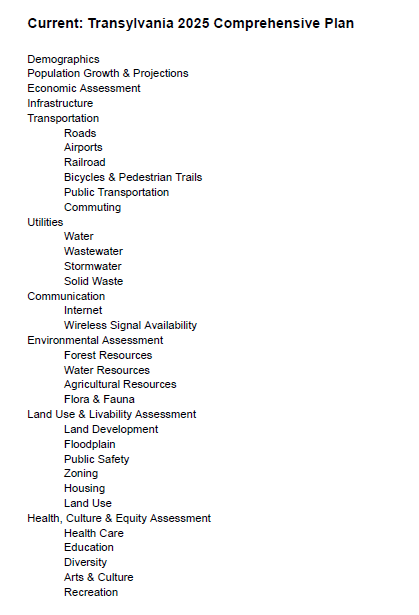 Current: Transylvania 2025 Comprehensive Plan
Demographics
Population Growth & Projections
Economic Assessment
Infrastructure
Transportation
Roads
Airports
Railroad
Bicycles & Pedestrian Trails
Public Transportation
Commuting
Utilities
Water
Wastewater
Stormwater
Solid Waste
Communication
Internet
Wireless Signal Availability
Environmental Assessment
Forest Resources
Water Resources
Agricultural Resources
Flora & Fauna
Land Use & Livability Assessment
Land Development
Floodplain
Public Safety
Zoning
Housing
Land Use
Health, Culture & Equity Assessment
Health Care
Education
Diversity
Arts & Culture
Recreation